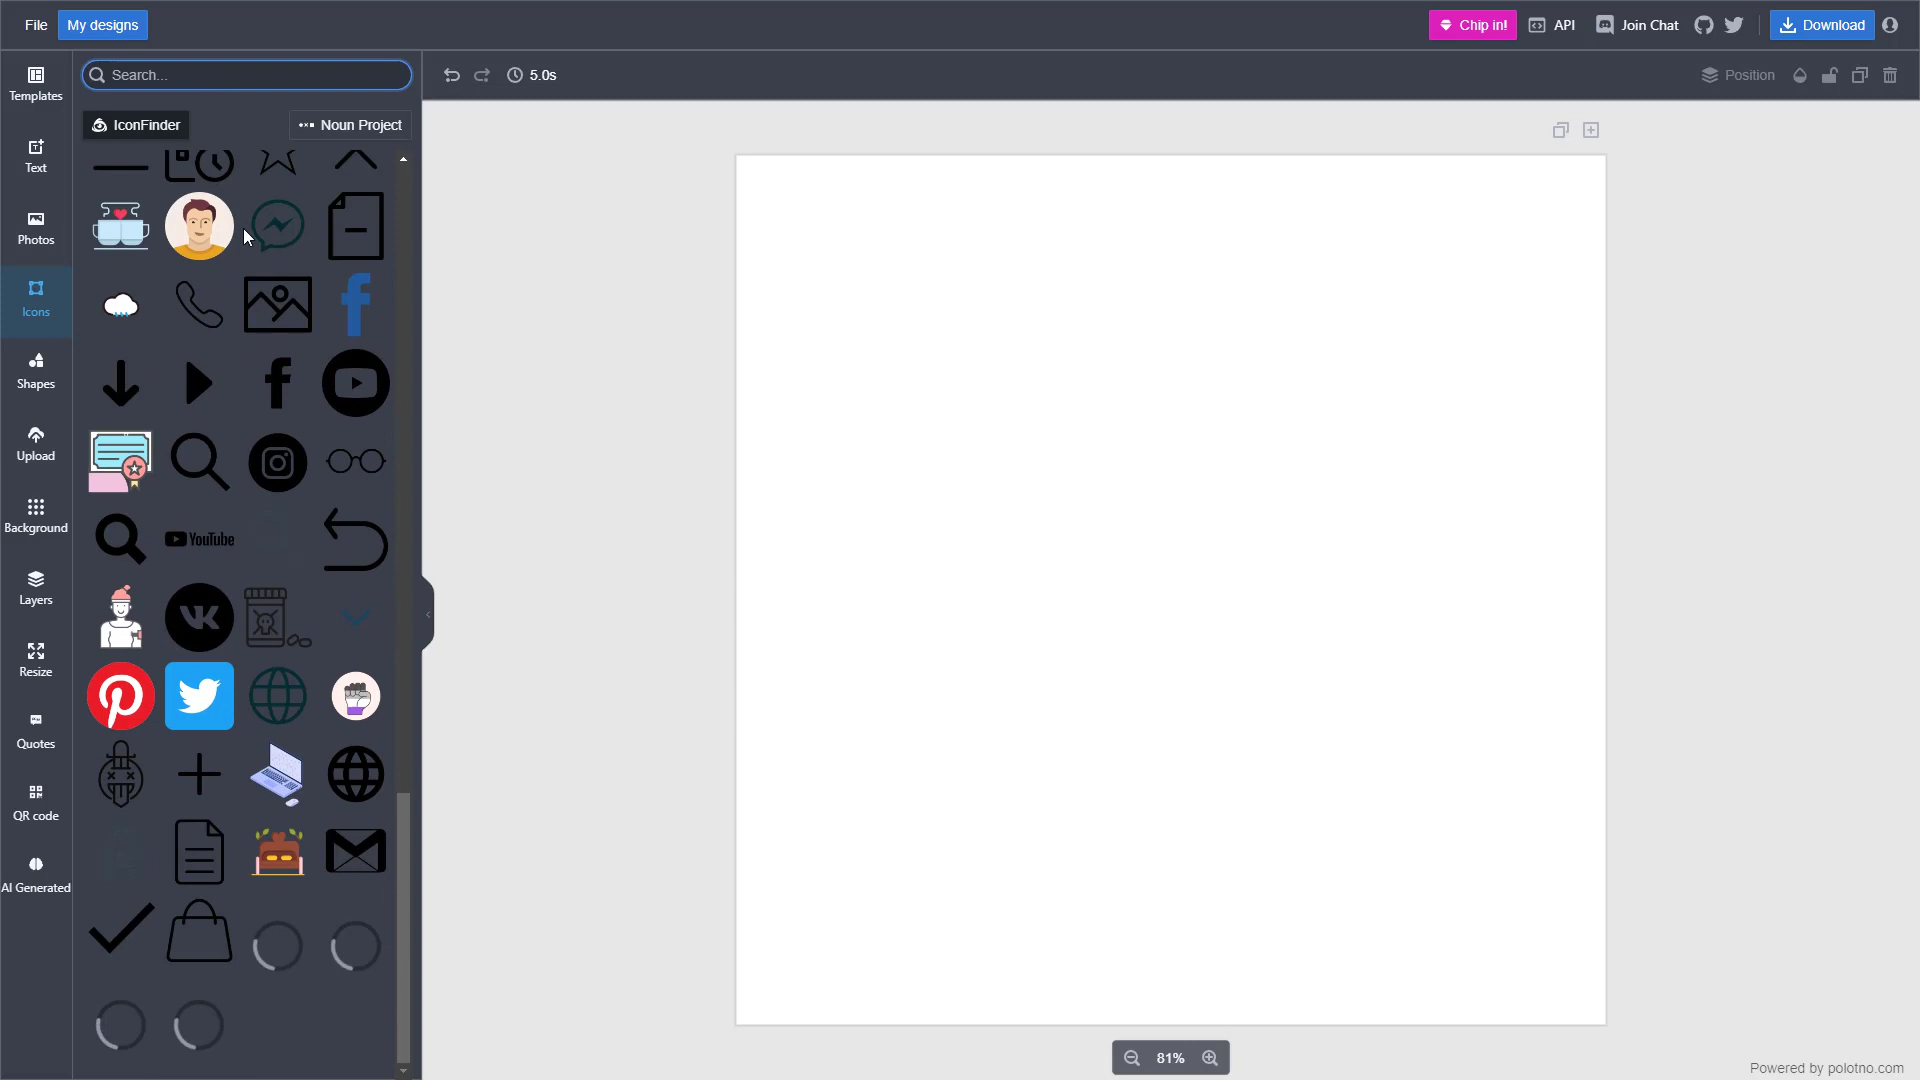 File My designs Chip in! API Join Chat Download
Templates
Search...
5.0s
Position
IconFinder Noun Project
Text
Photos
Icons
Shapes
Upload
Background
YouTube
Layers
VK
Resize
Quotes
QR code
AI Generated
81%
Powered by polotno.com